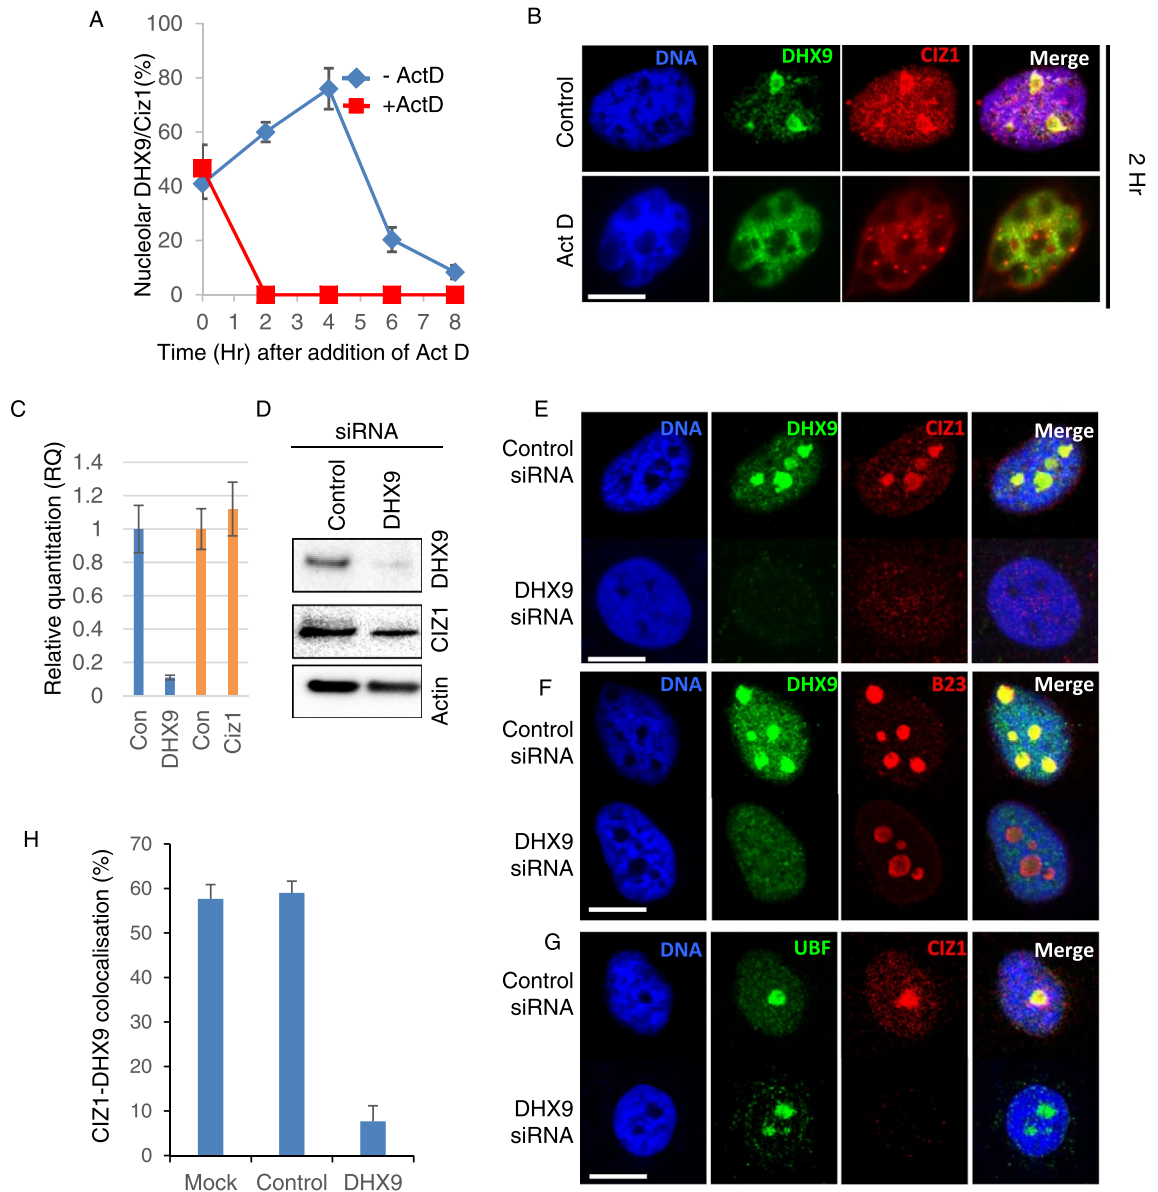 A
100
80
60
40
20
0
Nucleolar DHX9/Ciz1(%)
- ActD
+ActD
0 1 2 3 4 5 6 7 8
Time (Hr) after addition of Act D
B
DNA DHX9 CIZ1 Merge
Control
Act D
2 Hr
C
Relative quantitation (RQ)
1.4
1.2
1
0.8
0.6
0.4
0.2
0
Con DHX9 Con Ciz1
D
siRNA
Control DHX9
DHX9
CIZ1
Actin
E
DNA DHX9 CIZ1 Merge
Control
siRNA
DHX9
siRNA
F
DNA DHX9 B23 Merge
Control
siRNA
DHX9
siRNA
G
DNA UBF CIZ1 Merge
Control
siRNA
DHX9
siRNA
H
CIZ1-DHX9 colocalisation (%)
70
60
50
40
30
20
10
0
Mock Control DHX9